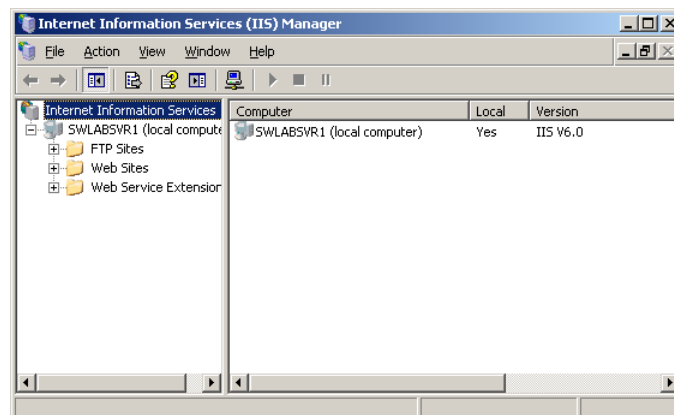 Internet Information Services (IIS) Manager
File Action View Window Help
Internet Information Services
Computer Local Version
SWLABSVR1 (local compute
SWLABSVR1 (local computer) Yes IIS V6.0
FTP Sites
Web Sites
Web Service Extension